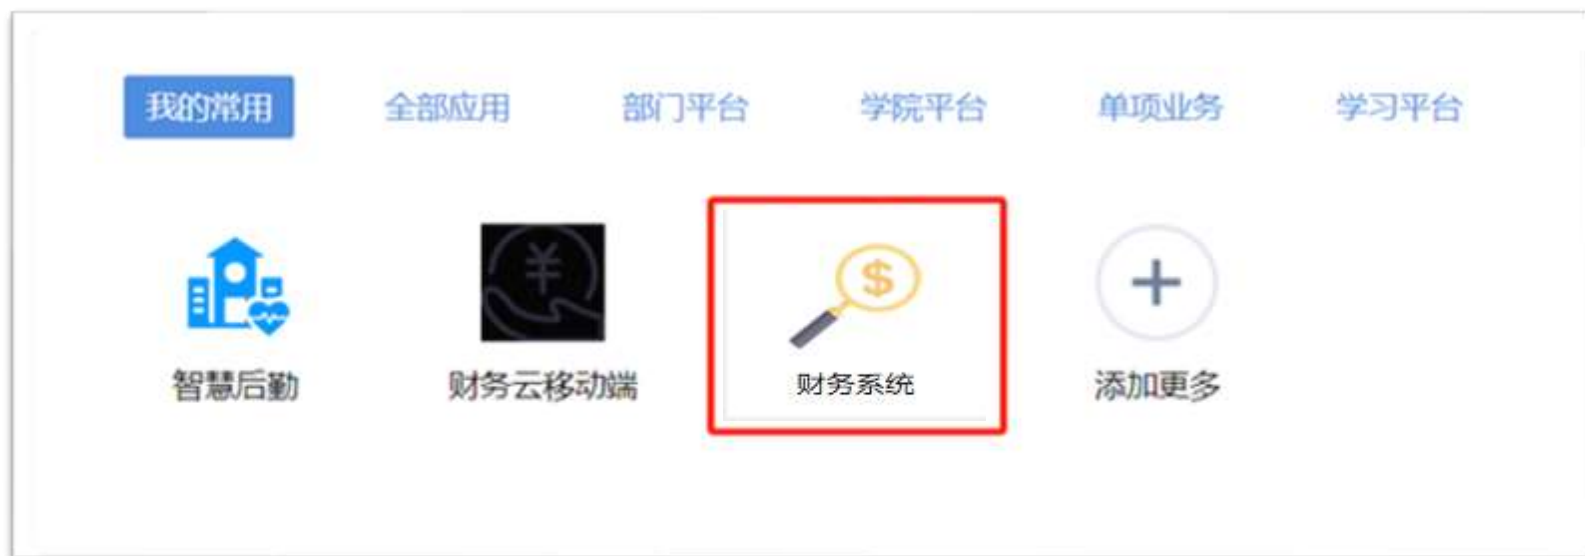 我的常用 全部应用 部门平台 学院平台 单项业务 学习平台
¥ $
智慧后勤 财务云移动端 财务系统 添加更多